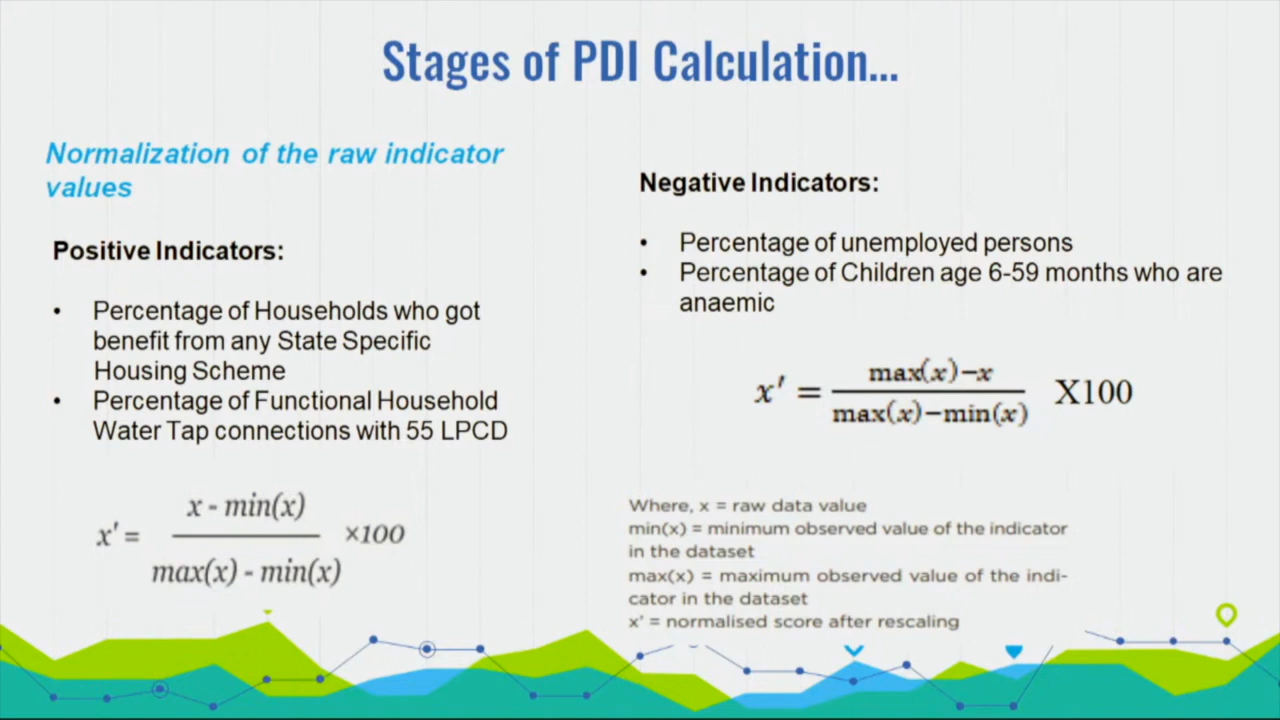 Stages of PDI Calculation...
Normalization of the raw indicator
values
Positive Indicators:
• Percentage of Households who got
benefit from any State Specific
Housing Scheme
• Percentage of Functional Household
Water Tap connections with 55 LPCD
x' = x - min(x) / max(x) - min(x) ×100
Negative Indicators:
• Percentage of unemployed persons
• Percentage of Children age 6-59 months who are
anaemic
x' = max(x)−x / max(x)−min(x) X100
Where, x = raw data value
min(x) = minimum observed value of the indicator
in the dataset
max(x) = maximum observed value of the indi-
cator in the dataset
x' = normalised score after rescaling